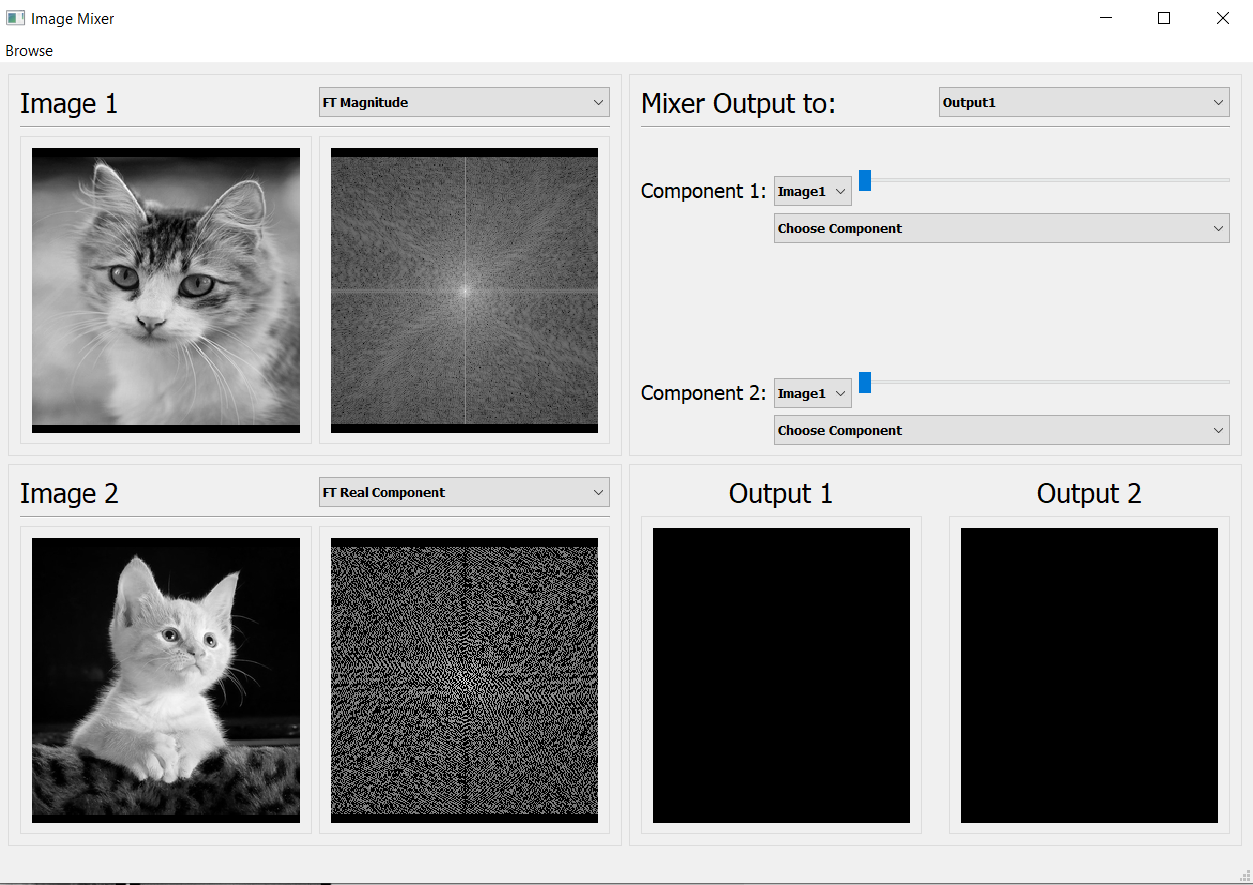 Image Mixer
Browse
Image 1
FT Magnitude
Mixer Output to:
Output1
Component 1:
Image1
Choose Component
Component 2:
Image1
Choose Component
Image 2
FT Real Component
Output 1
Output 2